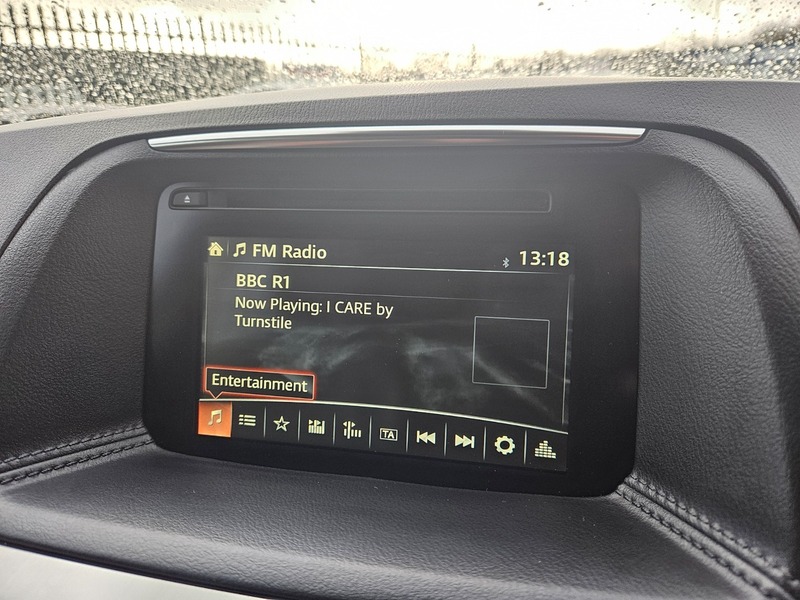 FM Radio
13:18
BBC R1
Now Playing: I CARE by
Turnstile
Entertainment
TA